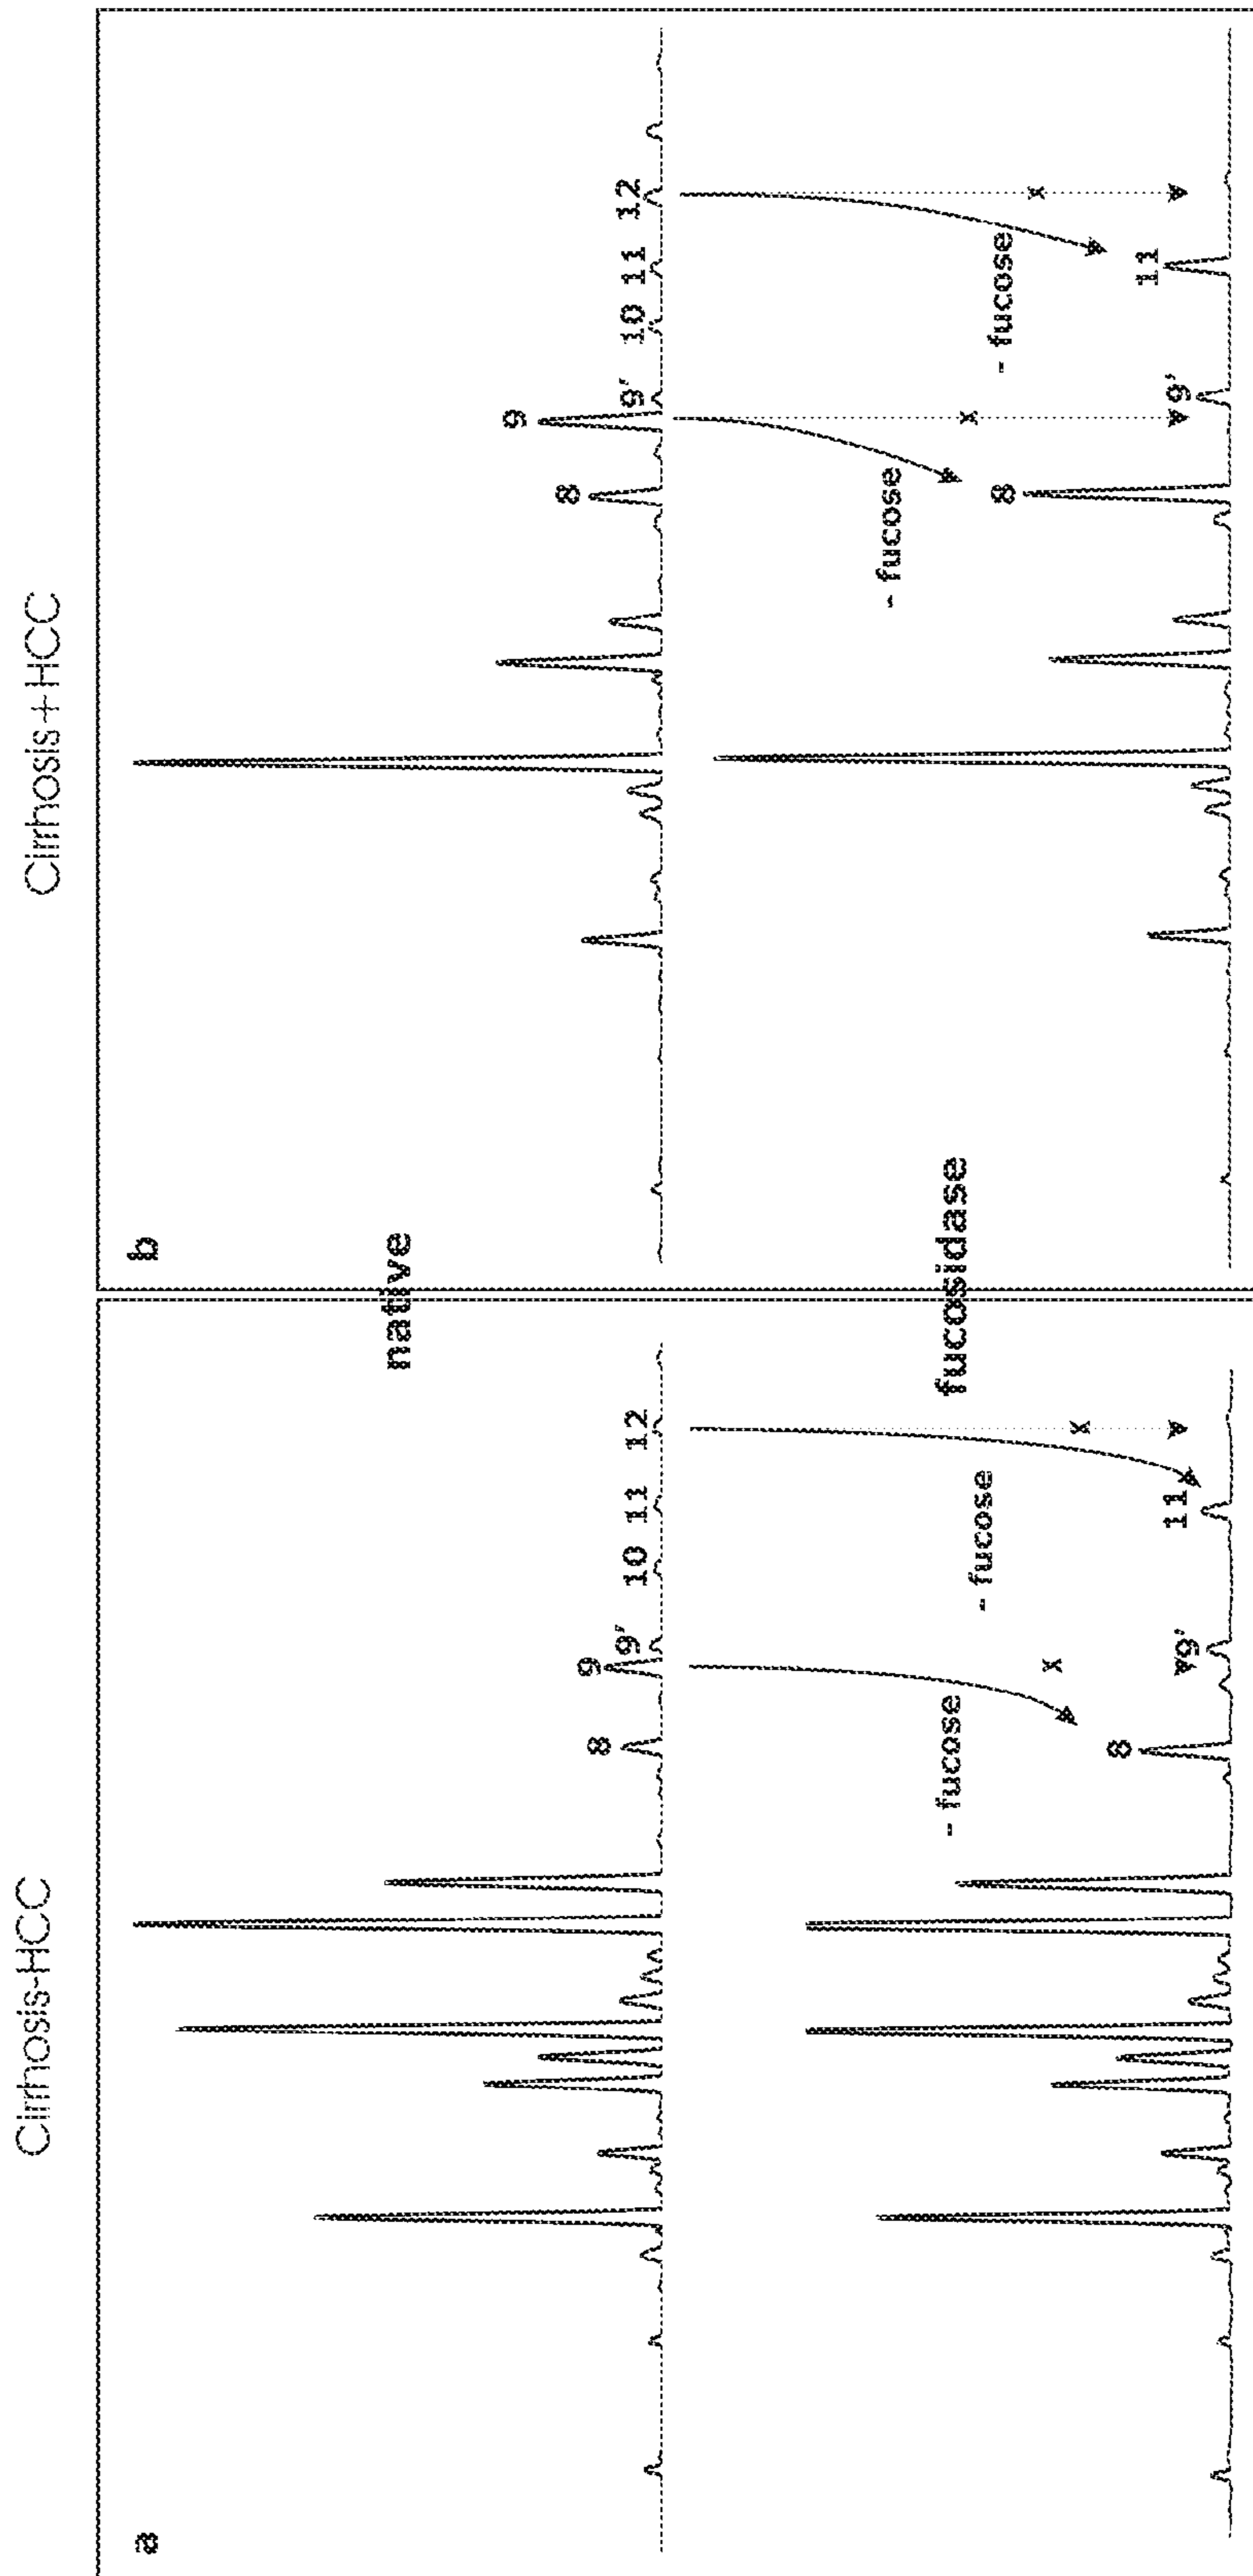 Cirrhosis-HCC
Cirrhosis+HCC
a
b
native
8 9 9' 10 11 12
8 9 9' 10 11 12
fucosidase
- fucose
- fucose
- fucose
- fucose
x
x
x
x
8 9' 11
8 9' 11